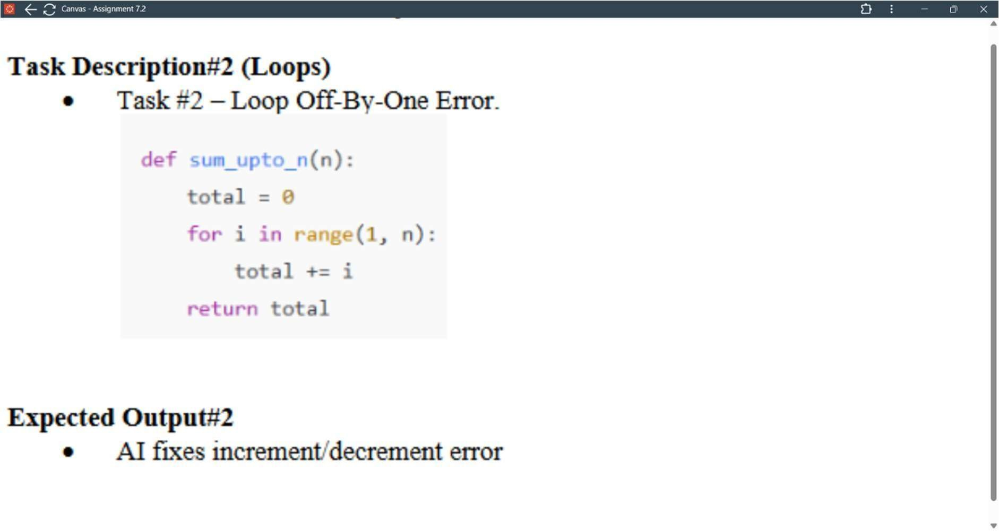 Canvas - Assignment 7.2
Task Description#2 (Loops)
● Task #2 – Loop Off-By-One Error.
def sum_upto_n(n):
    total = 0
    for i in range(1, n):
        total += i
    return total
Expected Output#2
● AI fixes increment/decrement error